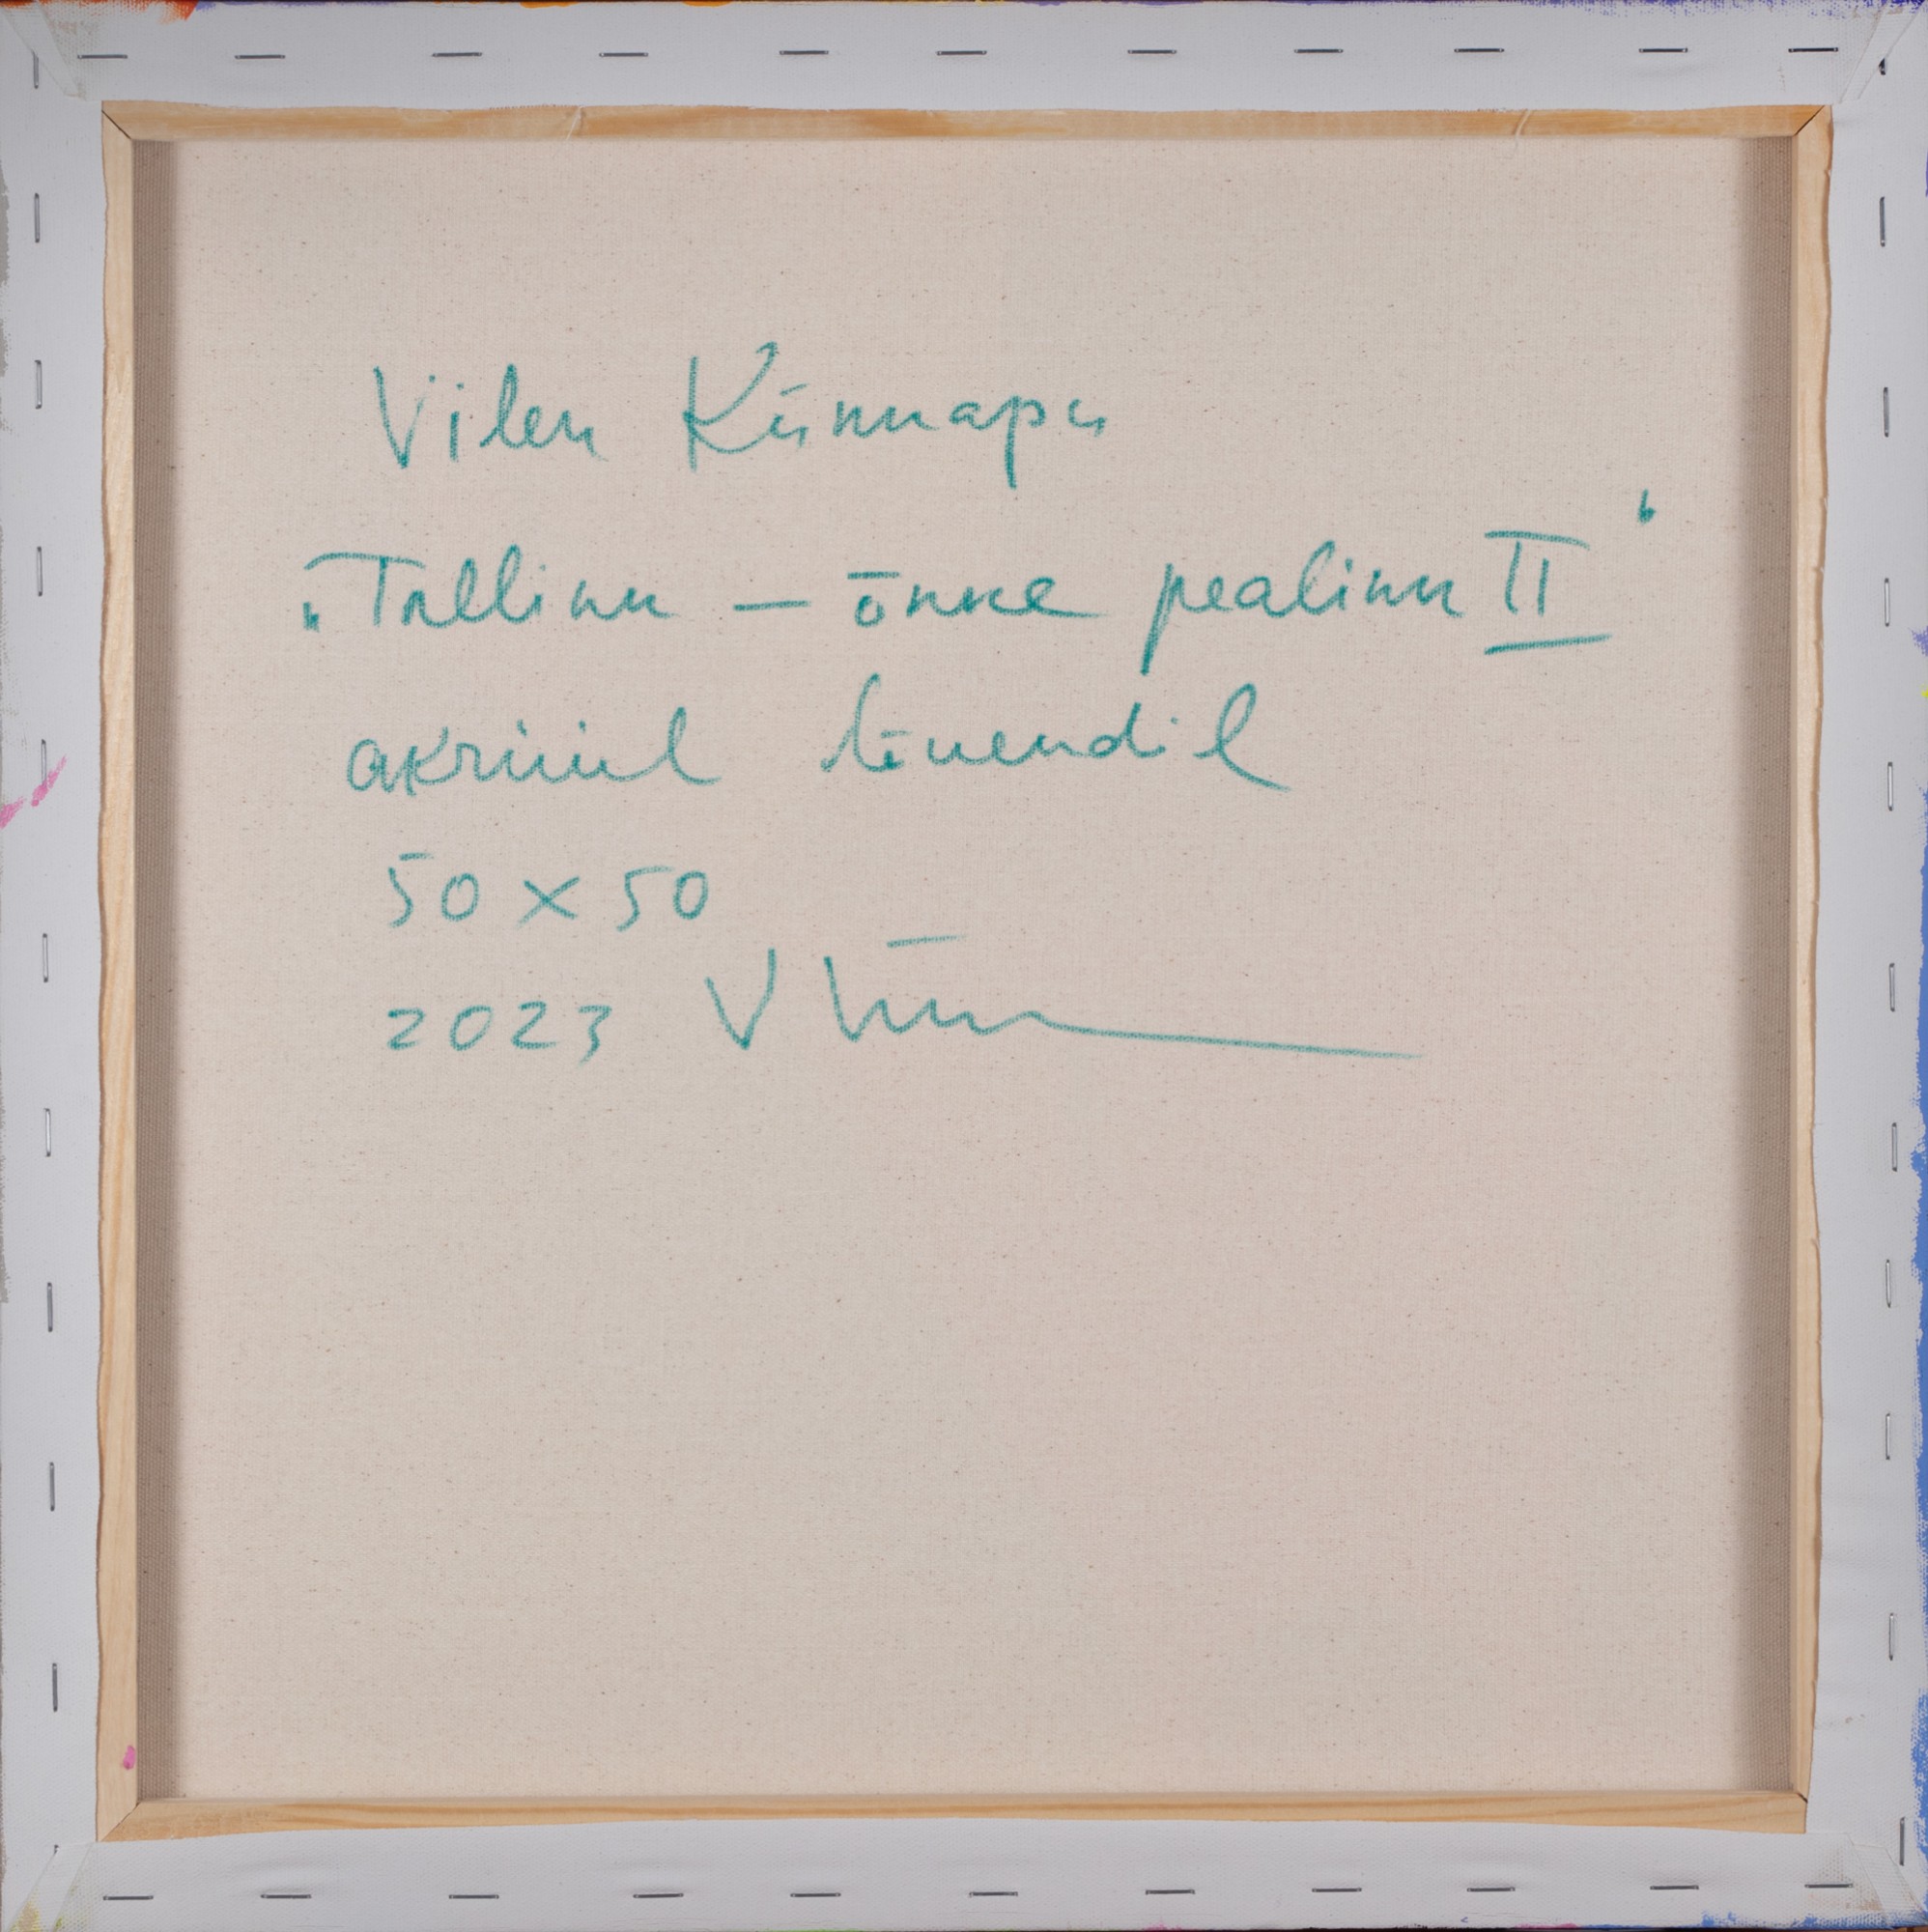 Vilen Künnapu
„Tallinn – õnne pealinn II“
akrüül lõuendil
50 x 50
2023